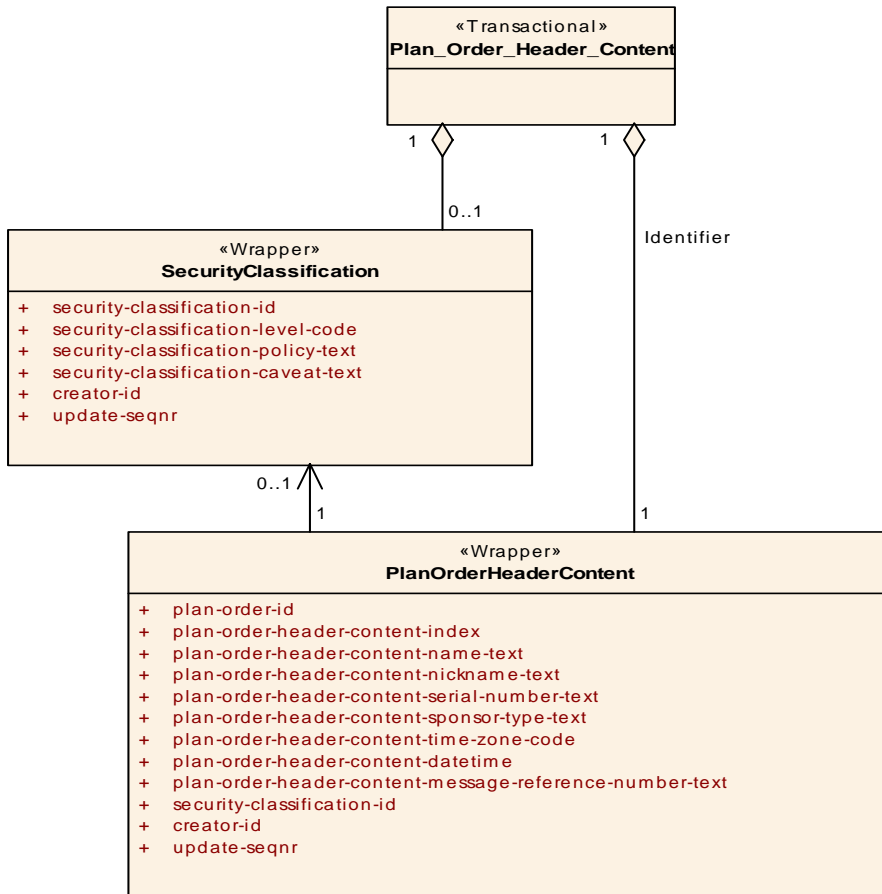 «Transactional»
Plan_Order_Header_Content
1
1
0..1
Identifier
«Wrapper»
SecurityClassification
+ security-classification-id
+ security-classification-level-code
+ security-classification-policy-text
+ security-classification-caveat-text
+ creator-id
+ update-seqnr
0..1
1
1
«Wrapper»
PlanOrderHeaderContent
+ plan-order-id
+ plan-order-header-content-index
+ plan-order-header-content-name-text
+ plan-order-header-content-nickname-text
+ plan-order-header-content-serial-number-text
+ plan-order-header-content-sponsor-type-text
+ plan-order-header-content-time-zone-code
+ plan-order-header-content-datetime
+ plan-order-header-content-message-reference-number-text
+ security-classification-id
+ creator-id
+ update-seqnr